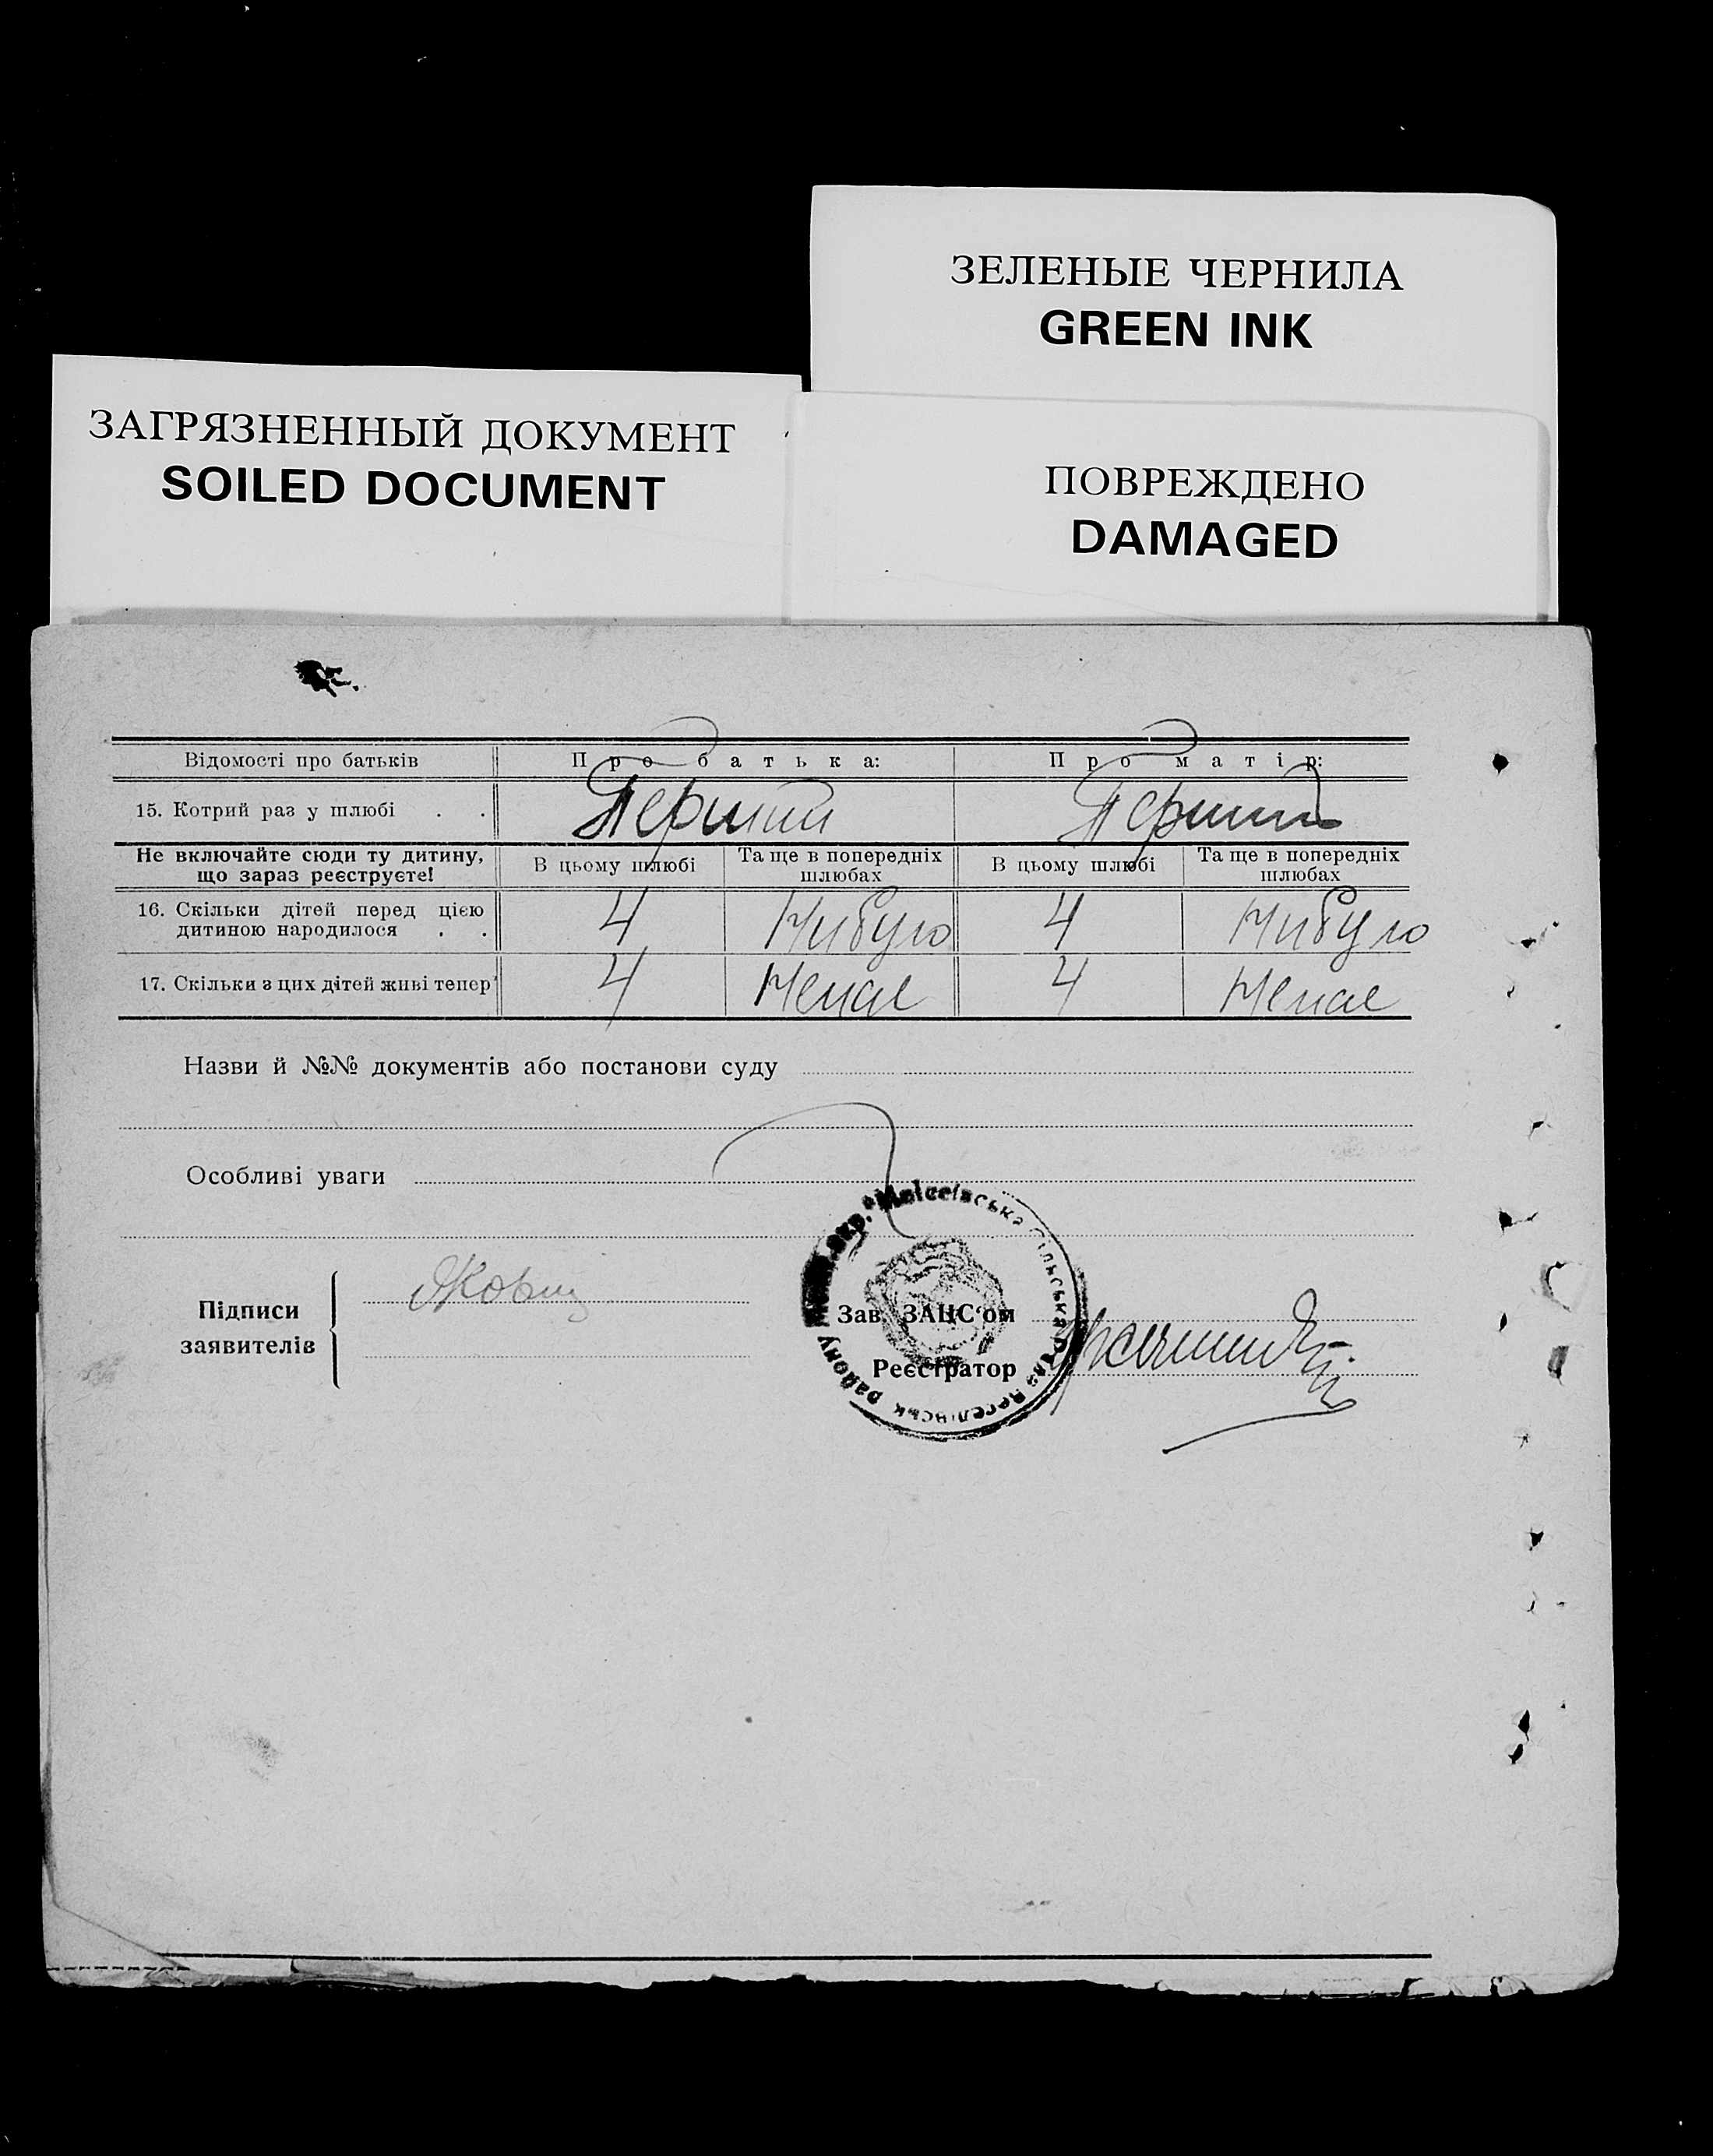 ЗЕЛЕНЫЕ ЧЕРНИЛА
GREEN INK
ЗАГРЯЗНЕННЫЙ ДОКУМЕНТ
SOILED DOCUMENT
ПОВРЕЖДЕНО
DAMAGED
Відомості про батьків Про батька: Про матір:
15. Котрий раз у шлюбі . . Перший Перший
Не включайте сюди ту дитину, що зараз реєструєте! В цьому шлюбі Та ще в попередніх шлюбах В цьому шлюбі Та ще в попередніх шлюбах
16. Скільки дітей перед цією
дитиною народилося . . 4 Нибуло 4 Нибуло
17. Скільки з цих дітей живі тепер 4 Немає 4 Немає
Назви й №№ документів або постанови суду
Особливі уваги
Підписи
заявителів
Зав. ЗАЦС'ом
Реєстратор
окр. сільська Рада району